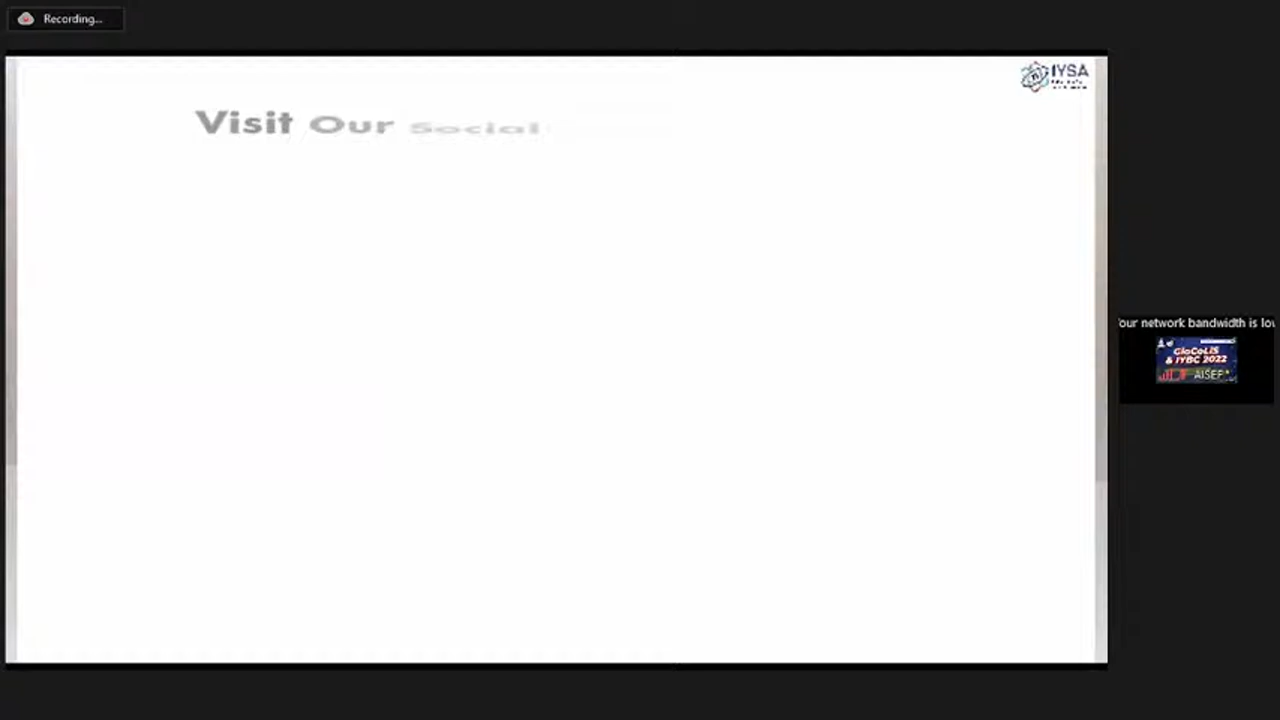 Recording...
IYSA
Visit Our Social
our network bandwidth is lo
GloCoLIS
& IYBC 2022
AISEF